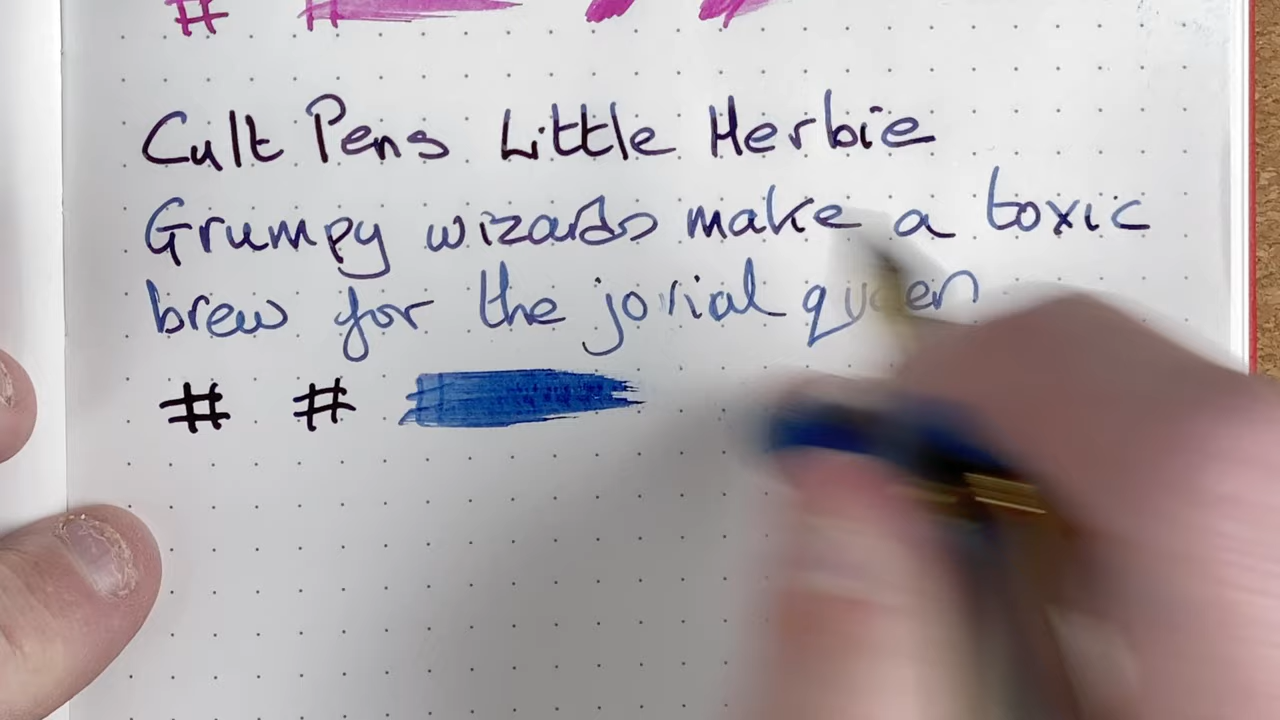 Cult Pens Little Herbie
Grumpy wizards make a toxic
brew for the jovial queen
# #